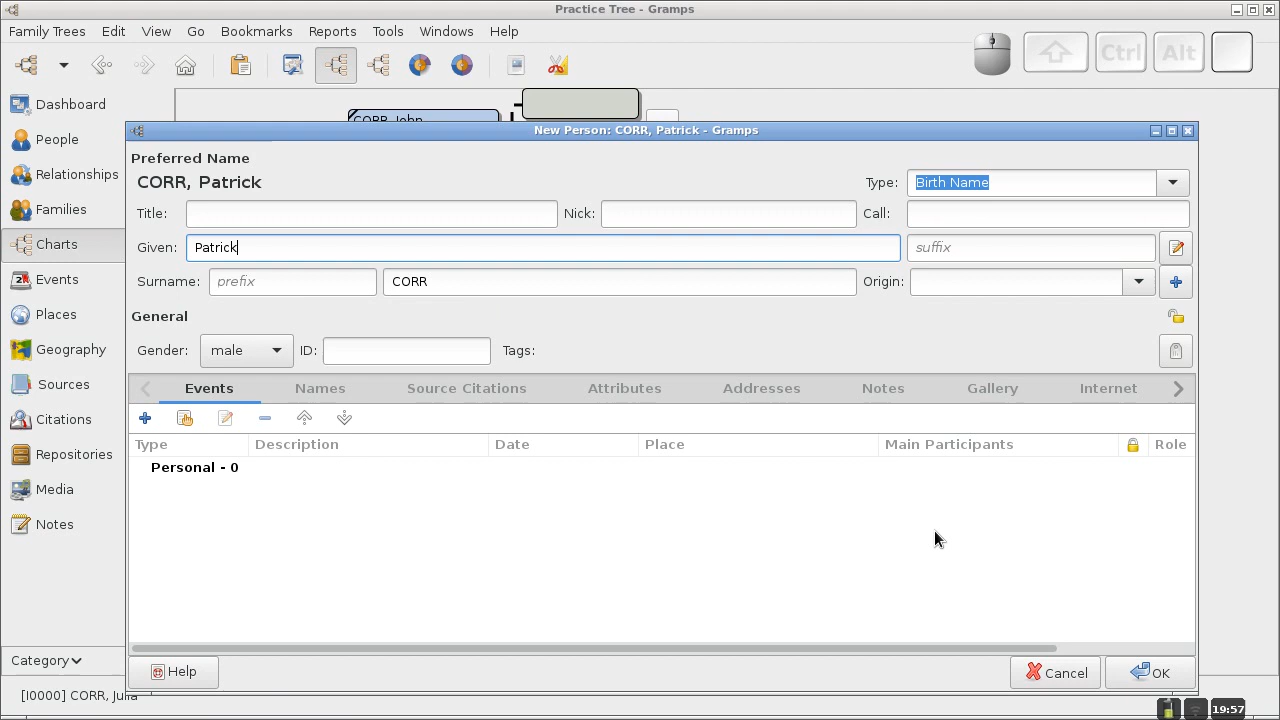 Practice Tree - Gramps
Family Trees Edit View Go Bookmarks Reports Tools Windows Help
Ctrl Alt
Dashboard
People
Relationships
Families
Charts
Events
Places
Geography
Sources
Citations
Repositories
Media
Notes
Category
[I0000] CORR, Julia
CORR, John
New Person: CORR, Patrick - Gramps
Preferred Name
CORR, Patrick
Type: Birth Name
Title: Nick: Call:
Given: Patrick suffix
Surname: prefix CORR Origin:
General
Gender: male ID: Tags:
Events Names Source Citations Attributes Addresses Notes Gallery Internet
Type Description Date Place Main Participants Role
Personal - 0
Help Cancel OK
19:57